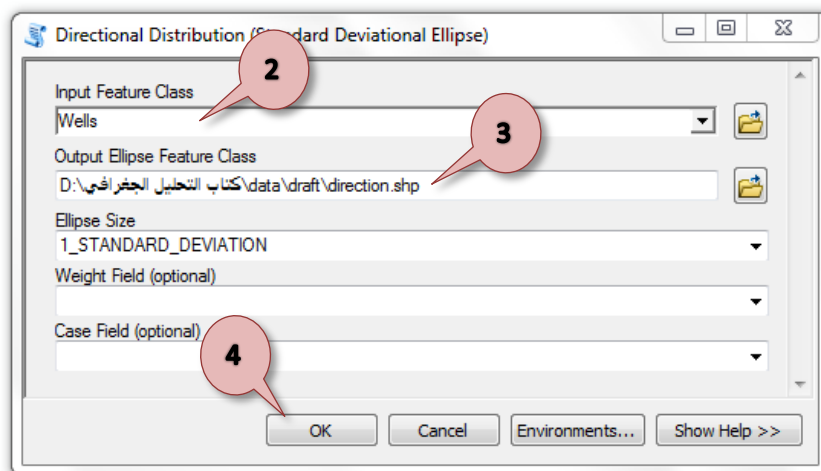 Directional Distribution (Standard Deviational Ellipse)
2
Input Feature Class
Wells
3
Output Ellipse Feature Class
D:\كتاب التحليل الجغرافي\data\draft\direction.shp
Ellipse Size
1_STANDARD_DEVIATION
Weight Field (optional)
Case Field (optional)
4
OK Cancel Environments... Show Help >>